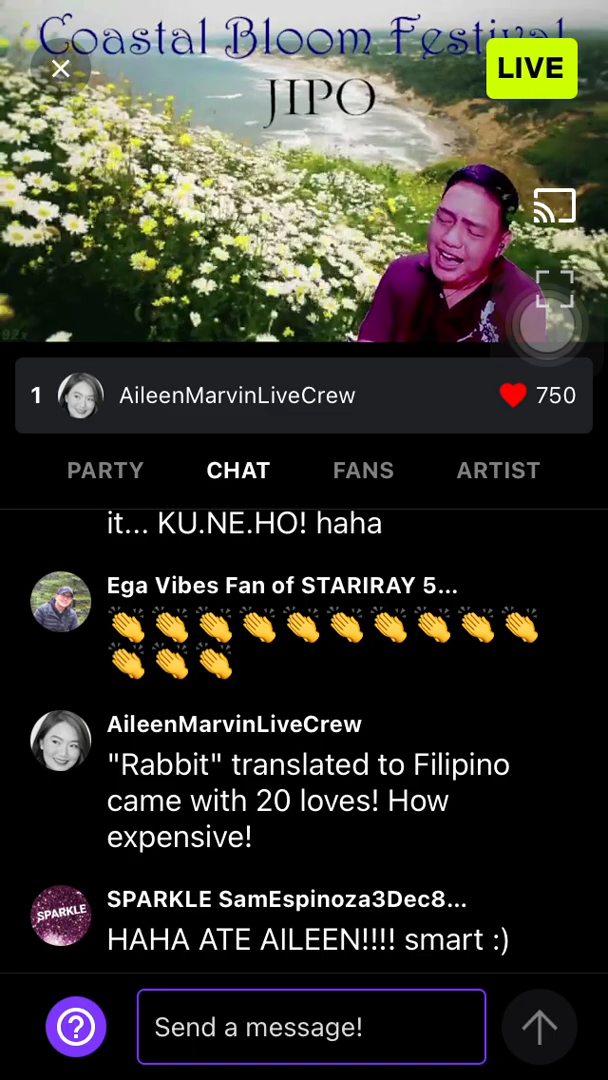 Coastal Bloom Festival
LIVE
JIPO
1 AileenMarvinLiveCrew 750
PARTY CHAT FANS ARTIST
it... KU.NE.HO! haha
Ega Vibes Fan of STARIRAY 5...
👏👏👏👏👏👏👏👏👏👏
👏👏👏
AileenMarvinLiveCrew
"Rabbit" translated to Filipino
came with 20 loves! How
expensive!
SPARKLE
SPARKLE SamEspinoza3Dec8...
HAHA ATE AILEEN!!!! smart :)
Send a message!